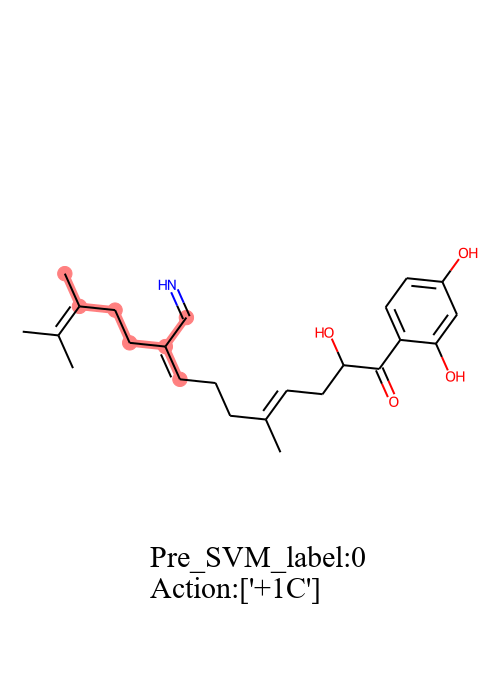 OH
HN
HO
OH
O
Pre_SVM_label:0
Action:['+1C']